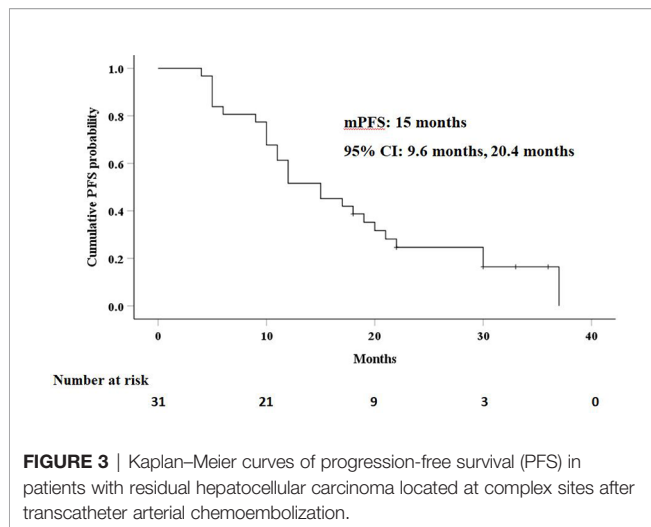 1.0
0.8
0.6
0.4
0.2
0.0
Cumulative PFS probability
mPFS: 15 months
95% CI: 9.6 months, 20.4 months
0 10 20 30 40
Months
Number at risk
31 21 9 3 0
FIGURE 3 | Kaplan–Meier curves of progression-free survival (PFS) in
patients with residual hepatocellular carcinoma located at complex sites after
transcatheter arterial chemoembolization.